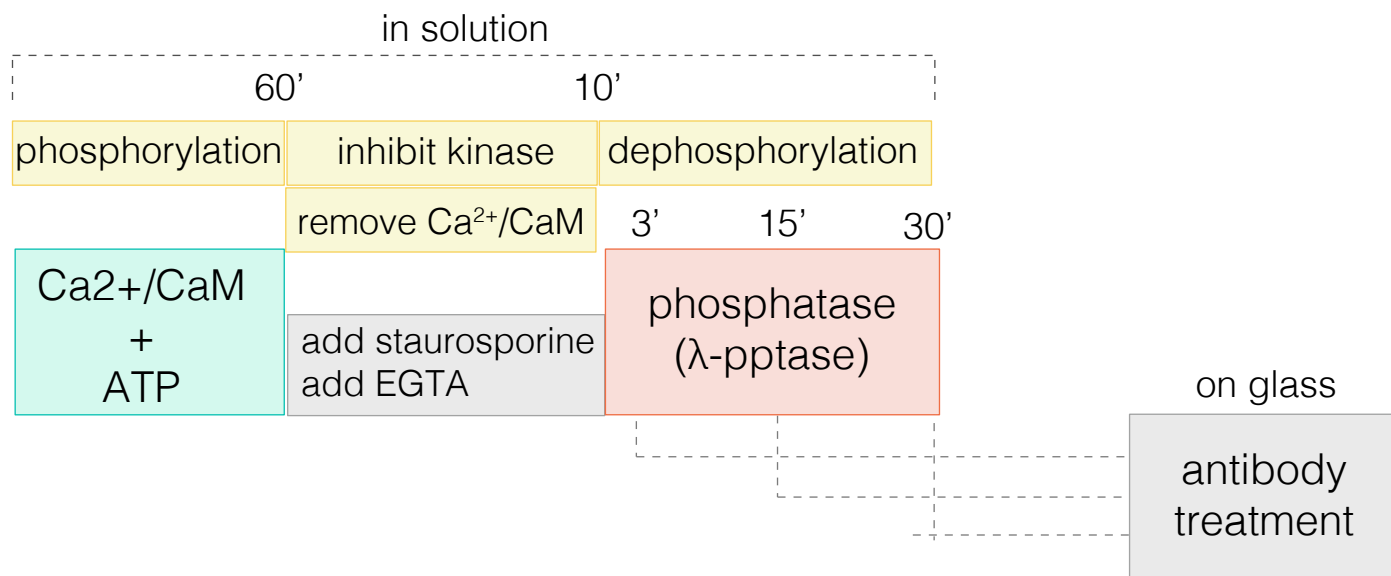 in solution
60’ 10’
phosphorylation inhibit kinase dephosphorylation
remove Ca²⁺/CaM 3’ 15’ 30’
Ca2+/CaM
+
ATP
add staurosporine
add EGTA
phosphatase
(λ-pptase)
on glass
antibody
treatment